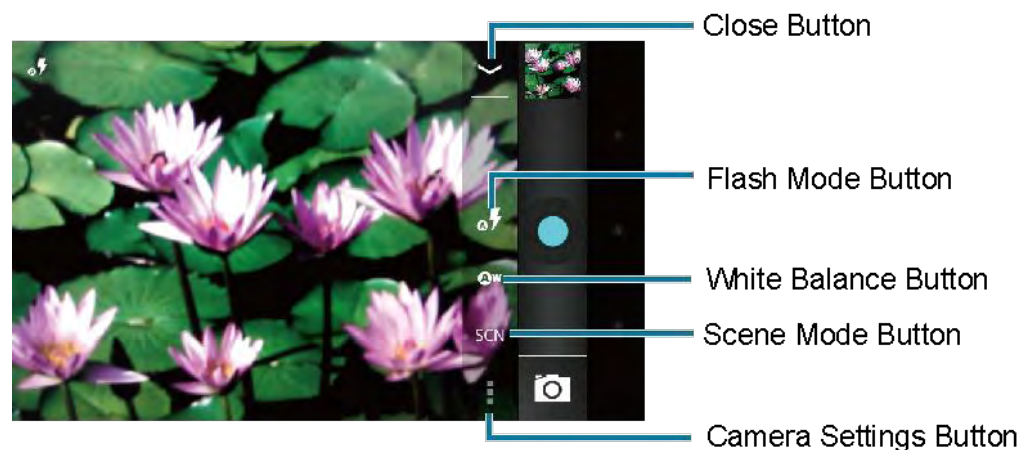 Close Button
Flash Mode Button
White Balance Button
SCN
Scene Mode Button
Camera Settings Button